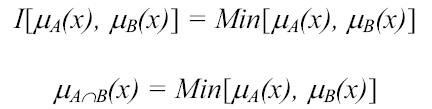 I[μA(x), μB(x)] = Min[μA(x), μB(x)]
μA∩B(x) = Min[μA(x), μB(x)]